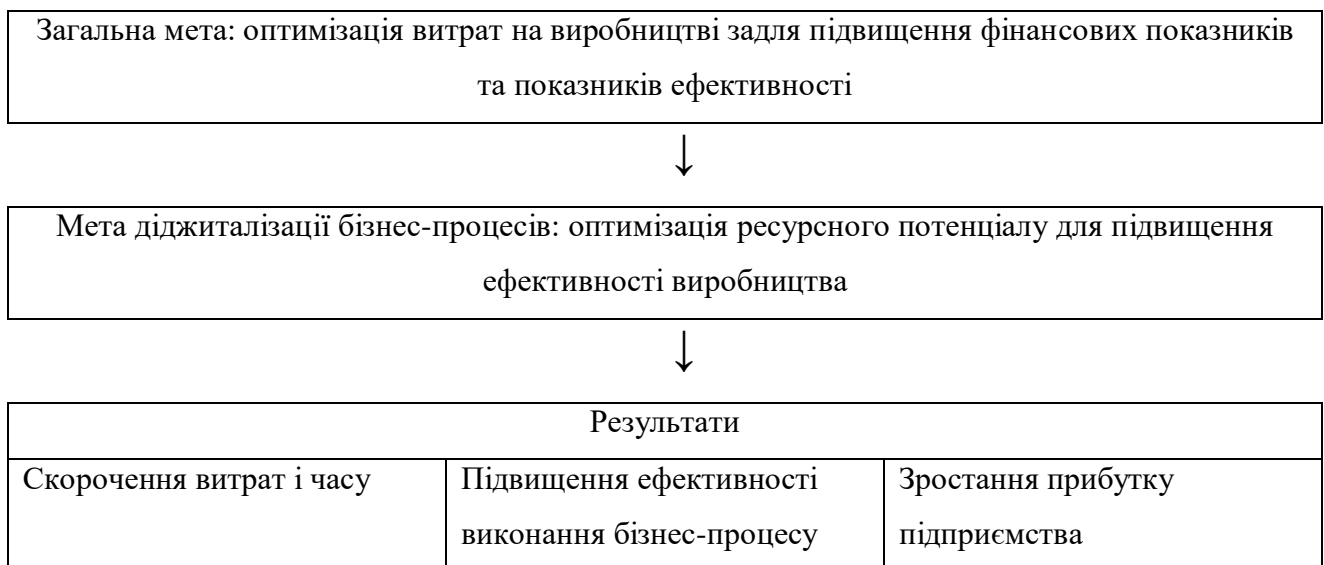 Загальна мета: оптимізація витрат на виробництві задля підвищення фінансових показників
та показників ефективності
↓
Мета діджиталізації бізнес-процесів: оптимізація ресурсного потенціалу для підвищення
ефективності виробництва
↓
Результати
Скорочення витрат і часу
Підвищення ефективності
виконання бізнес-процесу
Зростання прибутку
підприємства